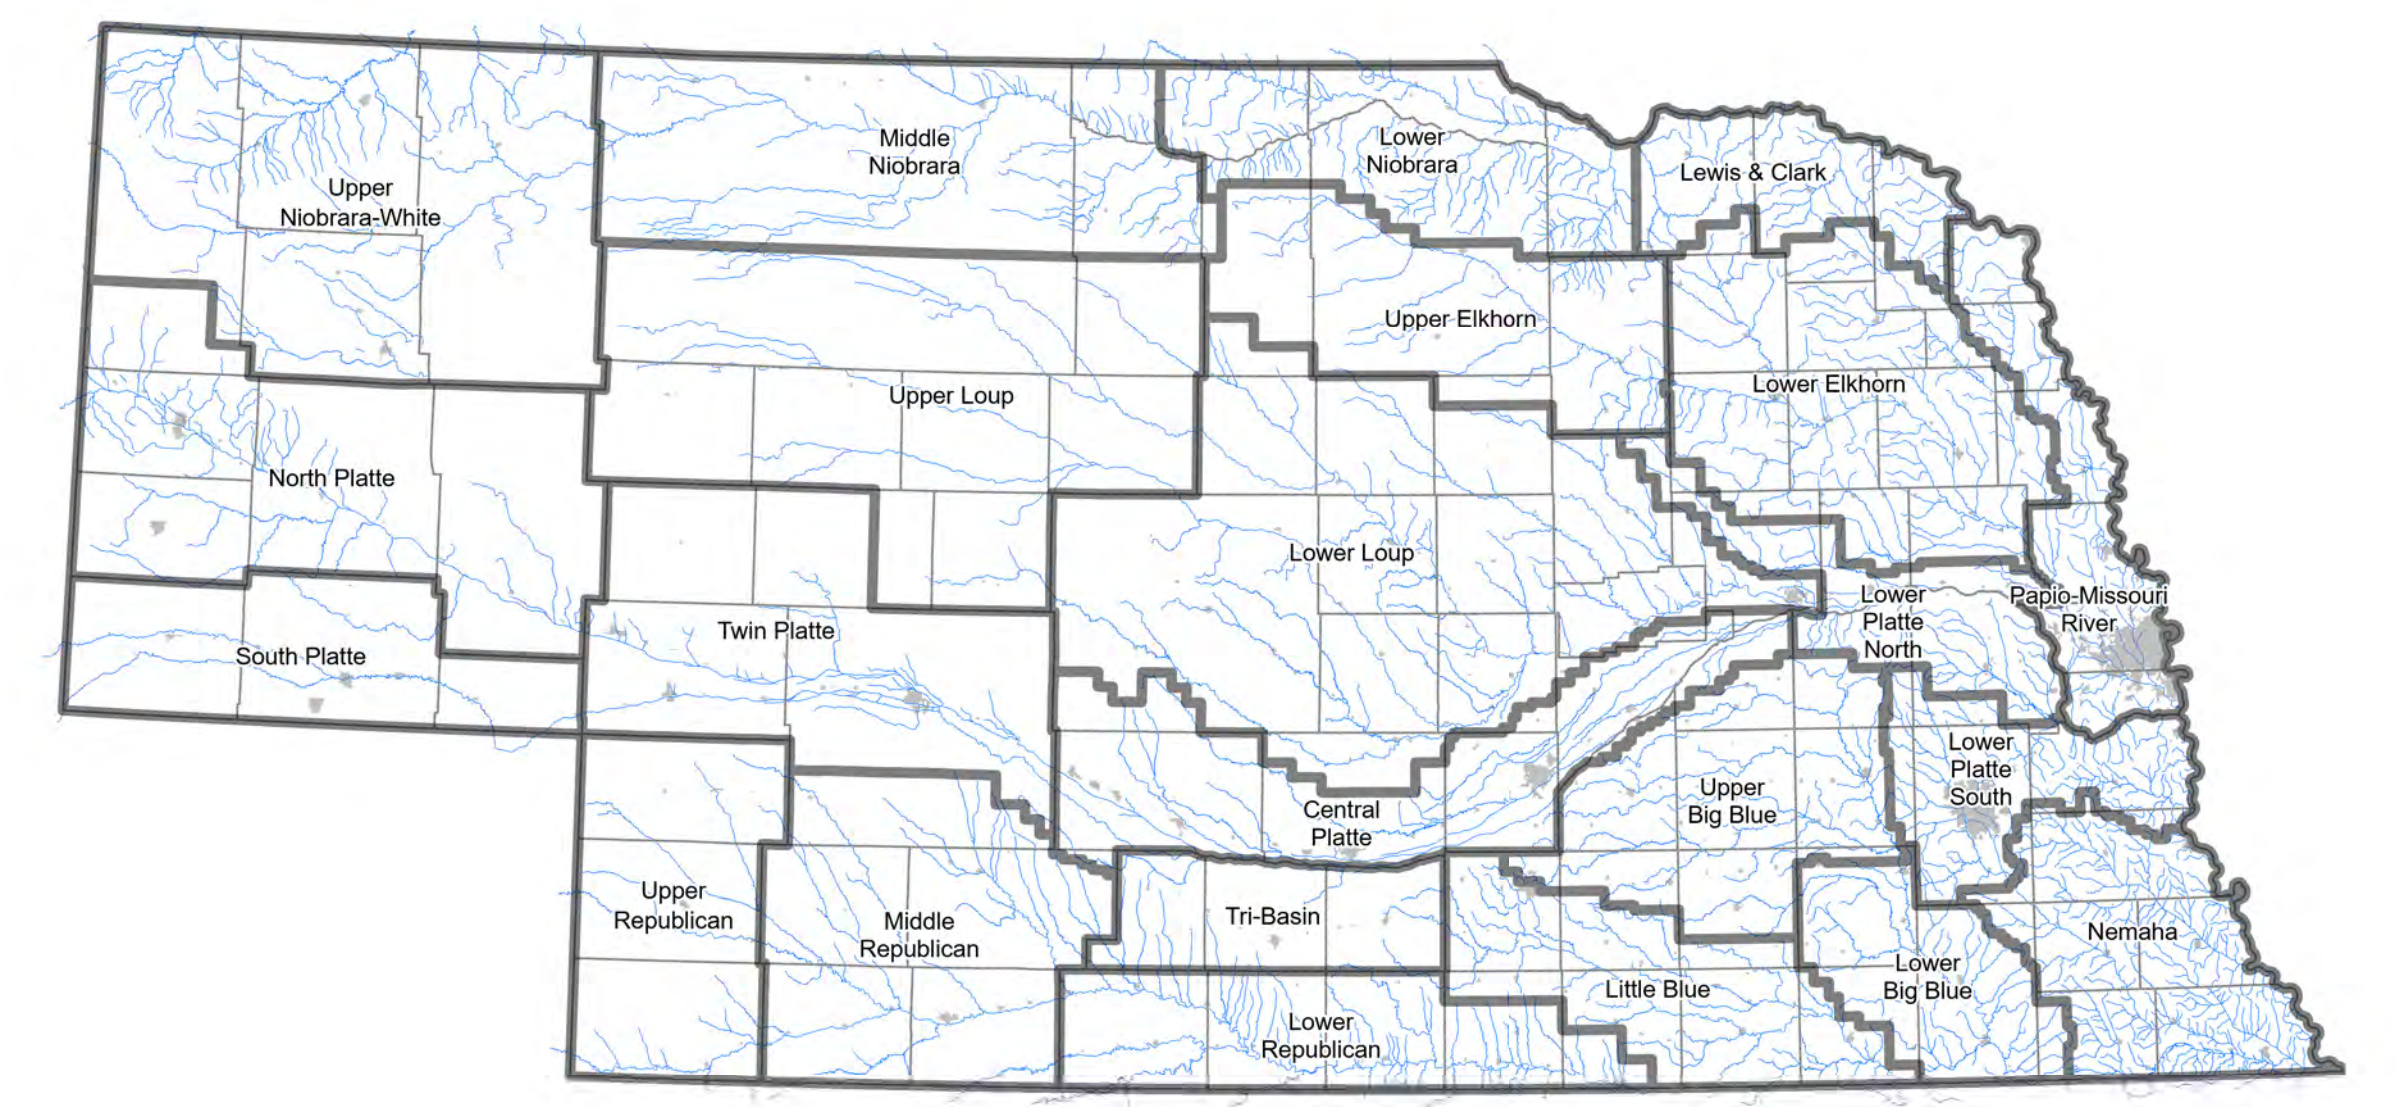 Middle
Niobrara
Lower
Niobrara
Lewis & Clark
Upper
Niobrara-White
Upper Elkhorn
Lower Elkhorn
Upper Loup
North Platte
Lower Loup
Lower
Platte
North
Papio-Missouri
River
Twin Platte
South Platte
Lower
Platte
South
Upper
Big Blue
Central
Platte
Upper
Republican
Middle
Republican
Tri-Basin
Nemaha
Lower
Big Blue
Little Blue
Lower
Republican